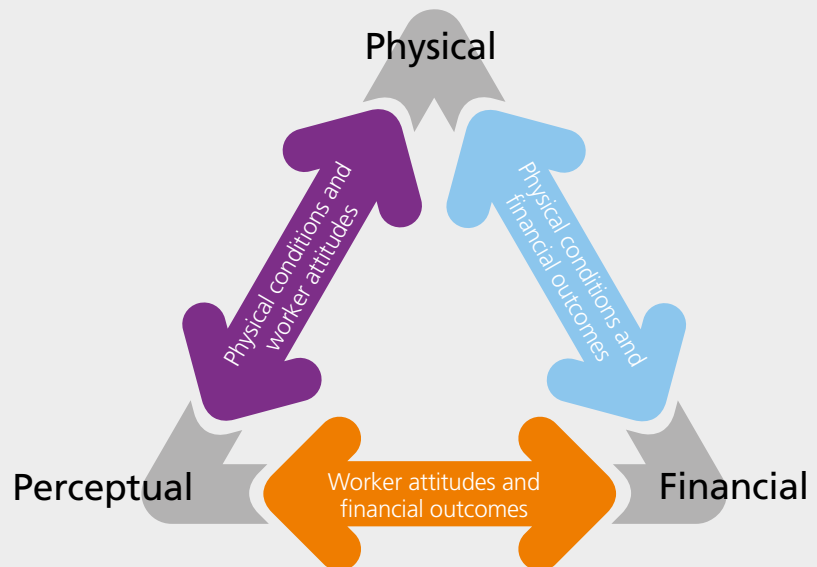 Physical
Physical conditions and
worker attitudes
Physical conditions and
financial outcomes
Perceptual
Worker attitudes and
financial outcomes
Financial